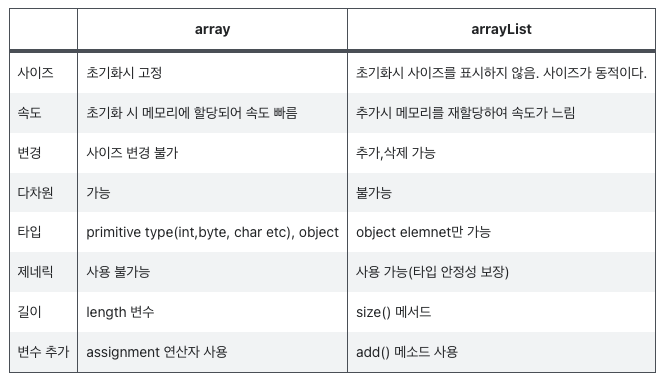 array arrayList
사이즈 초기화시 고정 초기화시 사이즈를 표시하지 않음. 사이즈가 동적이다.
속도 초기화 시 메모리에 할당되어 속도 빠름 추가시 메모리를 재할당하여 속도가 느림
변경 사이즈 변경 불가 추가,삭제 가능
다차원 가능 불가능
타입 primitive type(int,byte, char etc), object object elemnet만 가능
제네릭 사용 불가능 사용 가능(타입 안정성 보장)
길이 length 변수 size() 메서드
변수 추가 assignment 연산자 사용 add() 메소드 사용